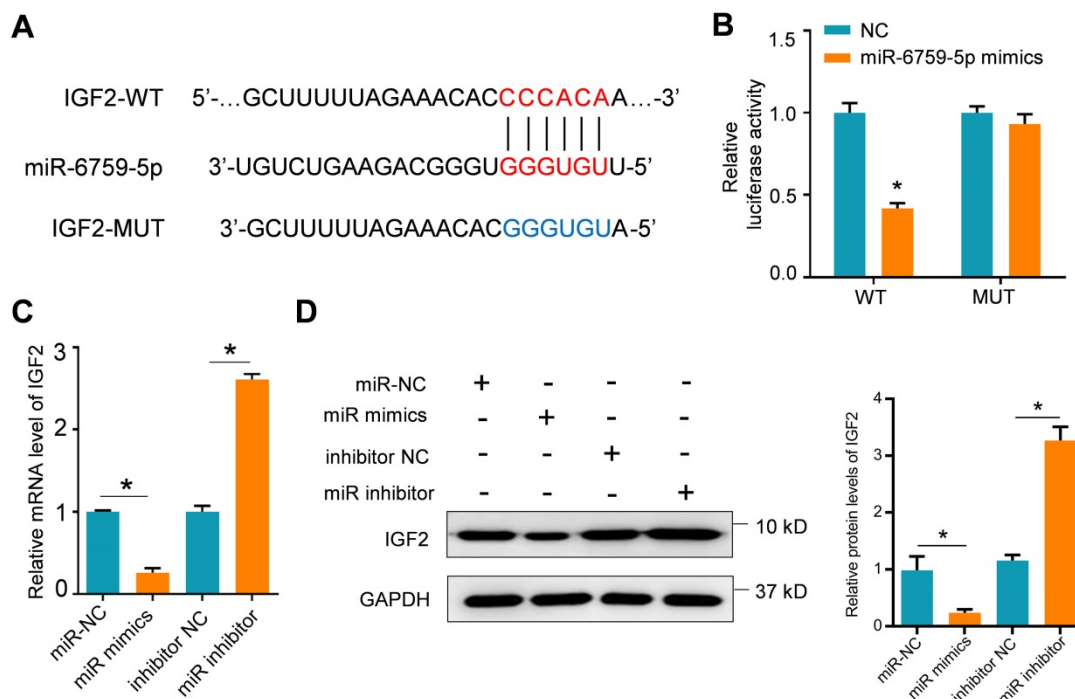 A
IGF2-WT 5’-...GCUUUUUAGAAACACCCCACAA...-3’
miR-6759-5p 3’-UGUCUGAAGACGGGUGGGUGUU-5’
IGF2-MUT 3’-GCUUUUUAGAAACACGGGUGUA-5’
B
NC
miR-6759-5p mimics
Relative
luciferase activity
1.5
1.0
0.5
0.0
*
WT MUT
C
Relative mRNA level of IGF2
3
2
1
0
* *
miR-NC
miR mimics
inhibitor NC
miR inhibitor
D
miR-NC + - - -
miR mimics - + - -
inhibitor NC - - + -
miR inhibitor - - - +
IGF2 10 kD
GAPDH 37 kD
Relative protein levels of IGF2
4
3
1
0
* *
miR-NC
miR mimics
inhibitor NC
miR inhibitor